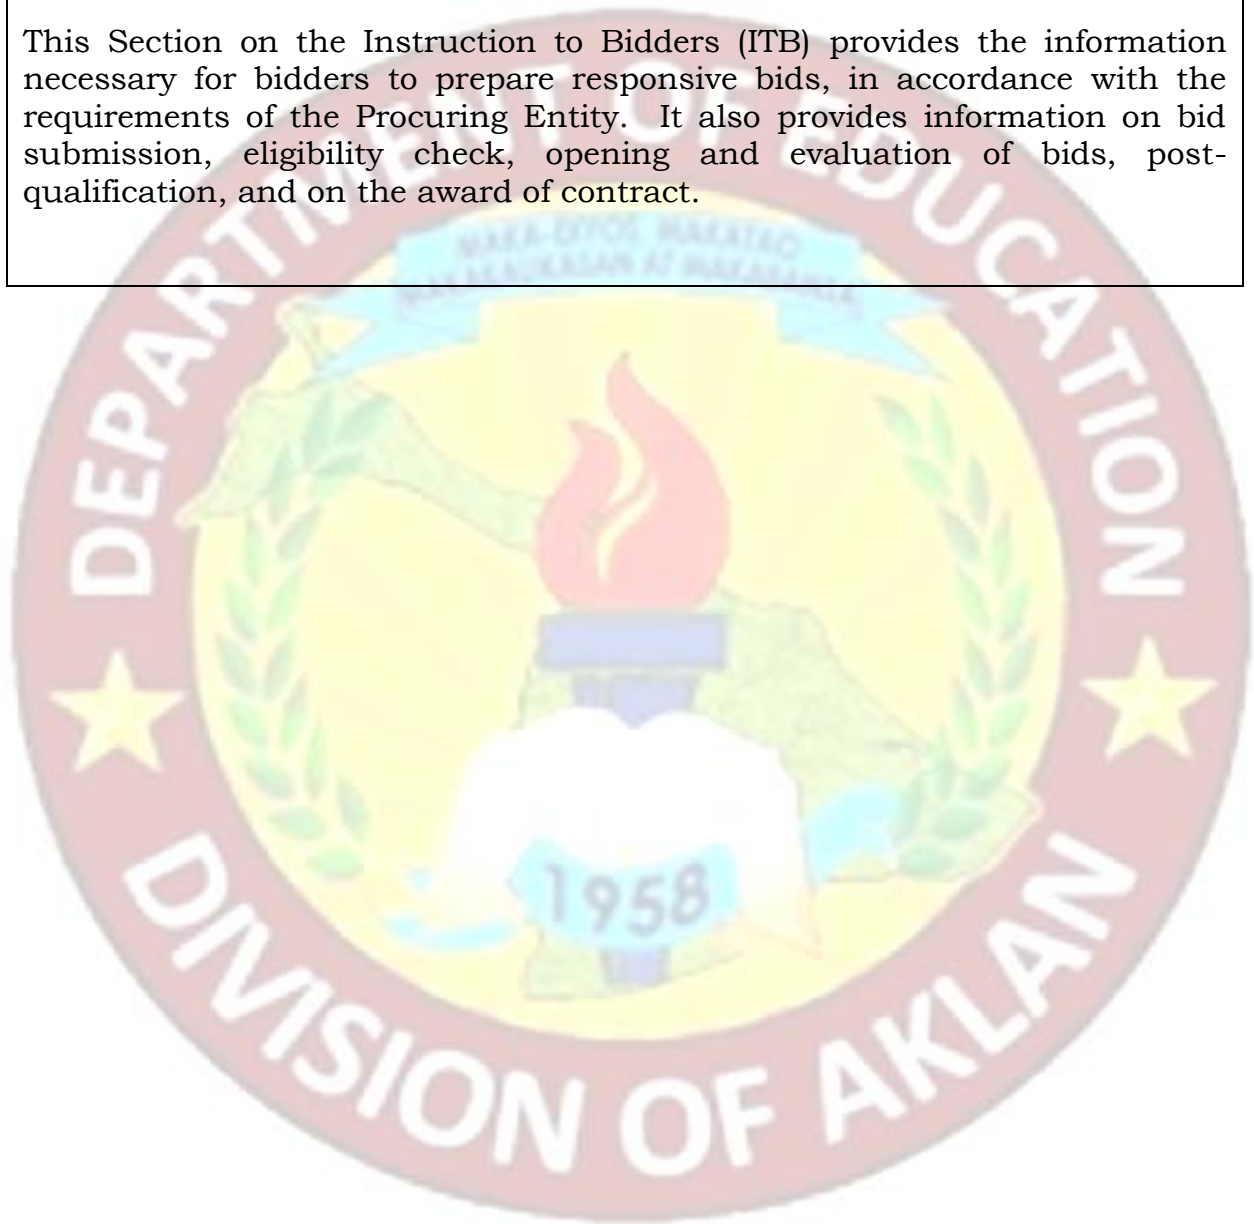 This Section on the Instruction to Bidders (ITB) provides the information
necessary for bidders to prepare responsive bids, in accordance with the
requirements of the Procuring Entity. It also provides information on bid
submission, eligibility check, opening and evaluation of bids, post-
qualification, and on the award of contract.
DEPARTMENT OF EDUCATION
MAKA-DIYOS, MAKATAO
MAKAKALIKASAN AT MAKABANSA
1958
DIVISION OF AKLAN